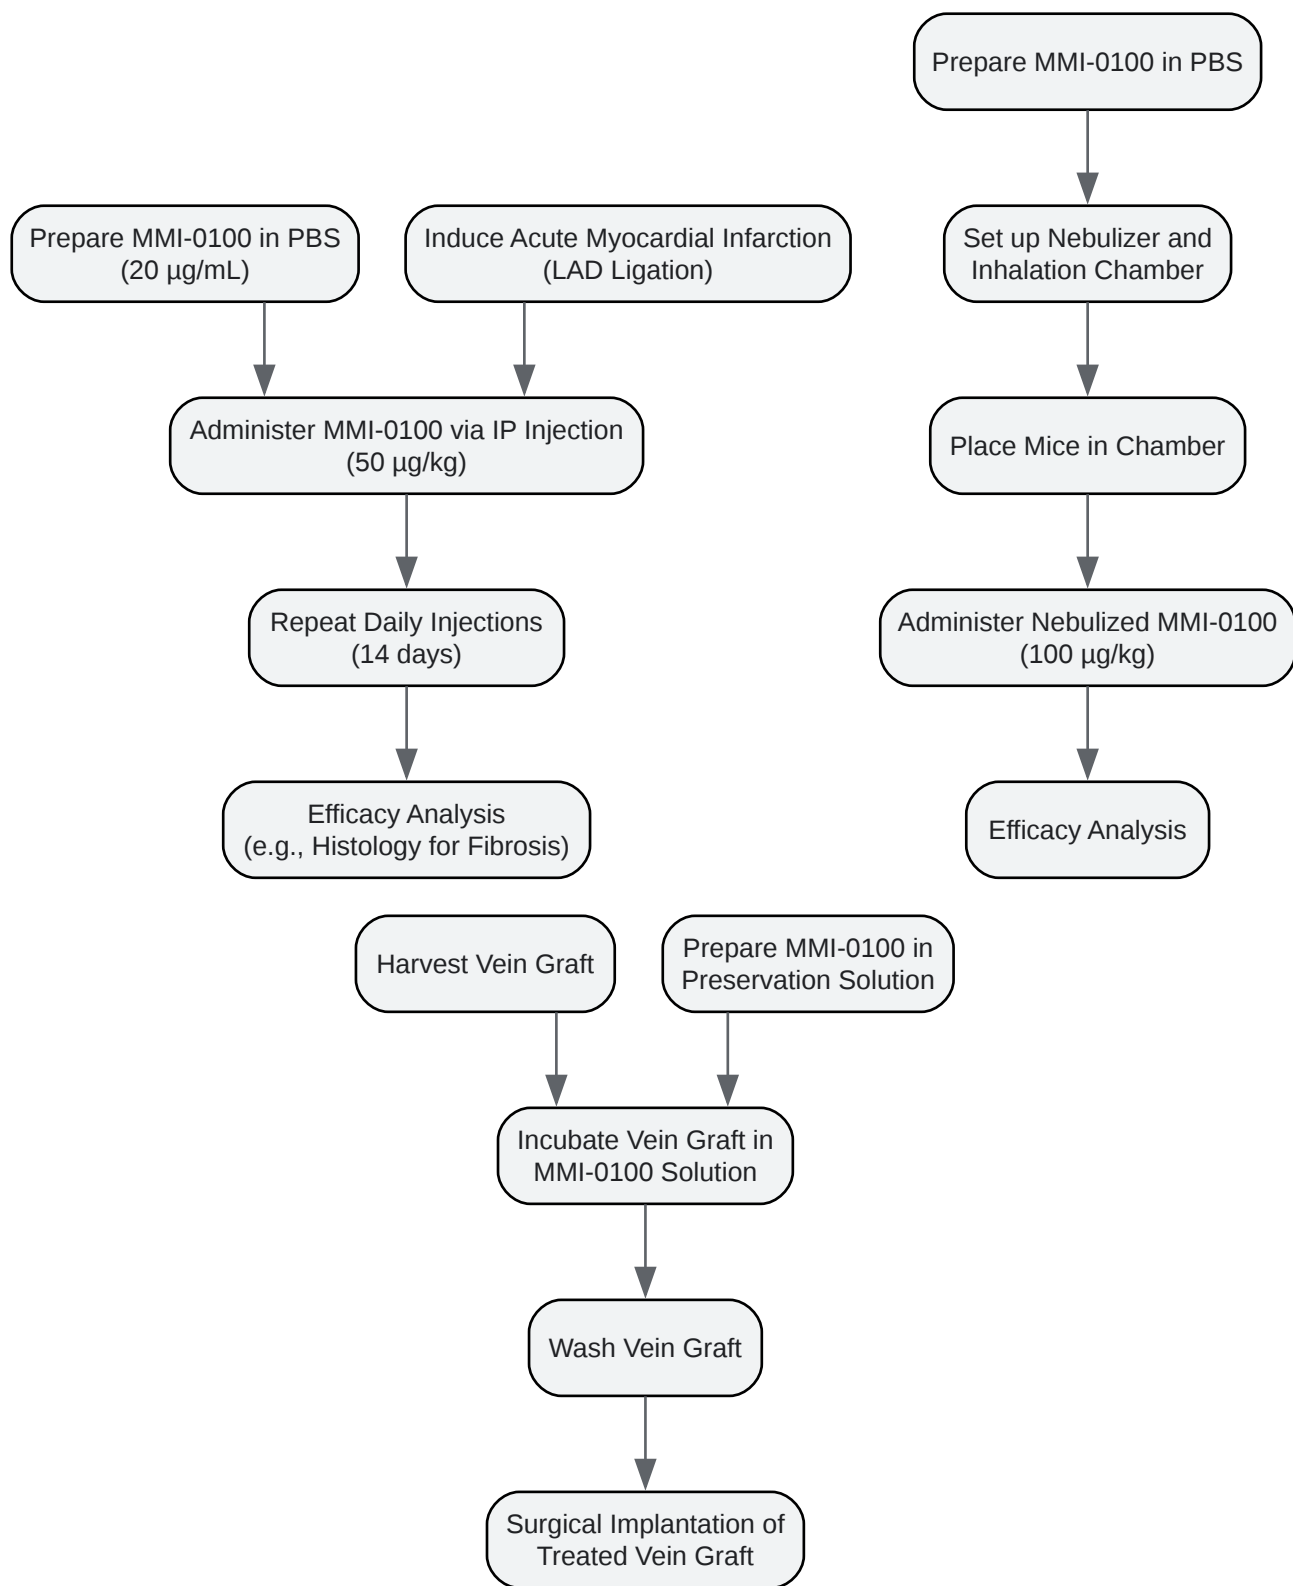 Prepare MMI-0100 in PBS
(20 µg/mL)
Induce Acute Myocardial Infarction
(LAD Ligation)
Administer MMI-0100 via IP Injection
(50 µg/kg)
Repeat Daily Injections
(14 days)
Efficacy Analysis
(e.g., Histology for Fibrosis)
Prepare MMI-0100 in PBS
Set up Nebulizer and
Inhalation Chamber
Place Mice in Chamber
Administer Nebulized MMI-0100
(100 µg/kg)
Efficacy Analysis
Harvest Vein Graft
Prepare MMI-0100 in
Preservation Solution
Incubate Vein Graft in
MMI-0100 Solution
Wash Vein Graft
Surgical Implantation of
Treated Vein Graft